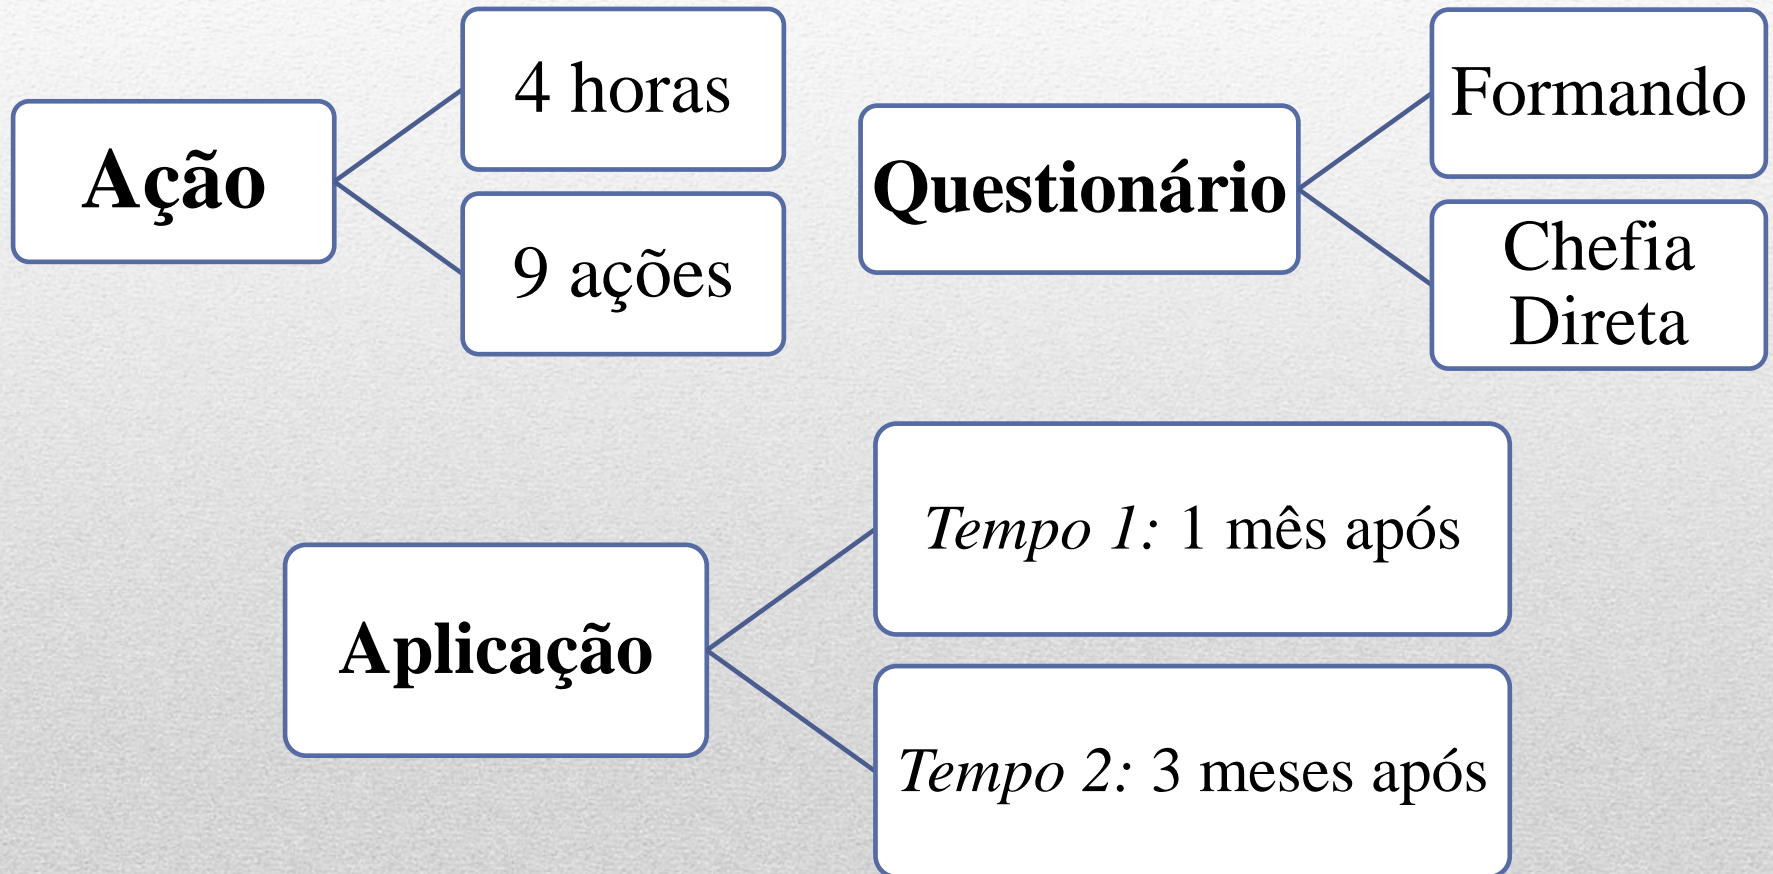 Ação
4 horas
9 ações
Questionário
Formando
Chefia
Direta
Aplicação
Tempo 1: 1 mês após
Tempo 2: 3 meses após